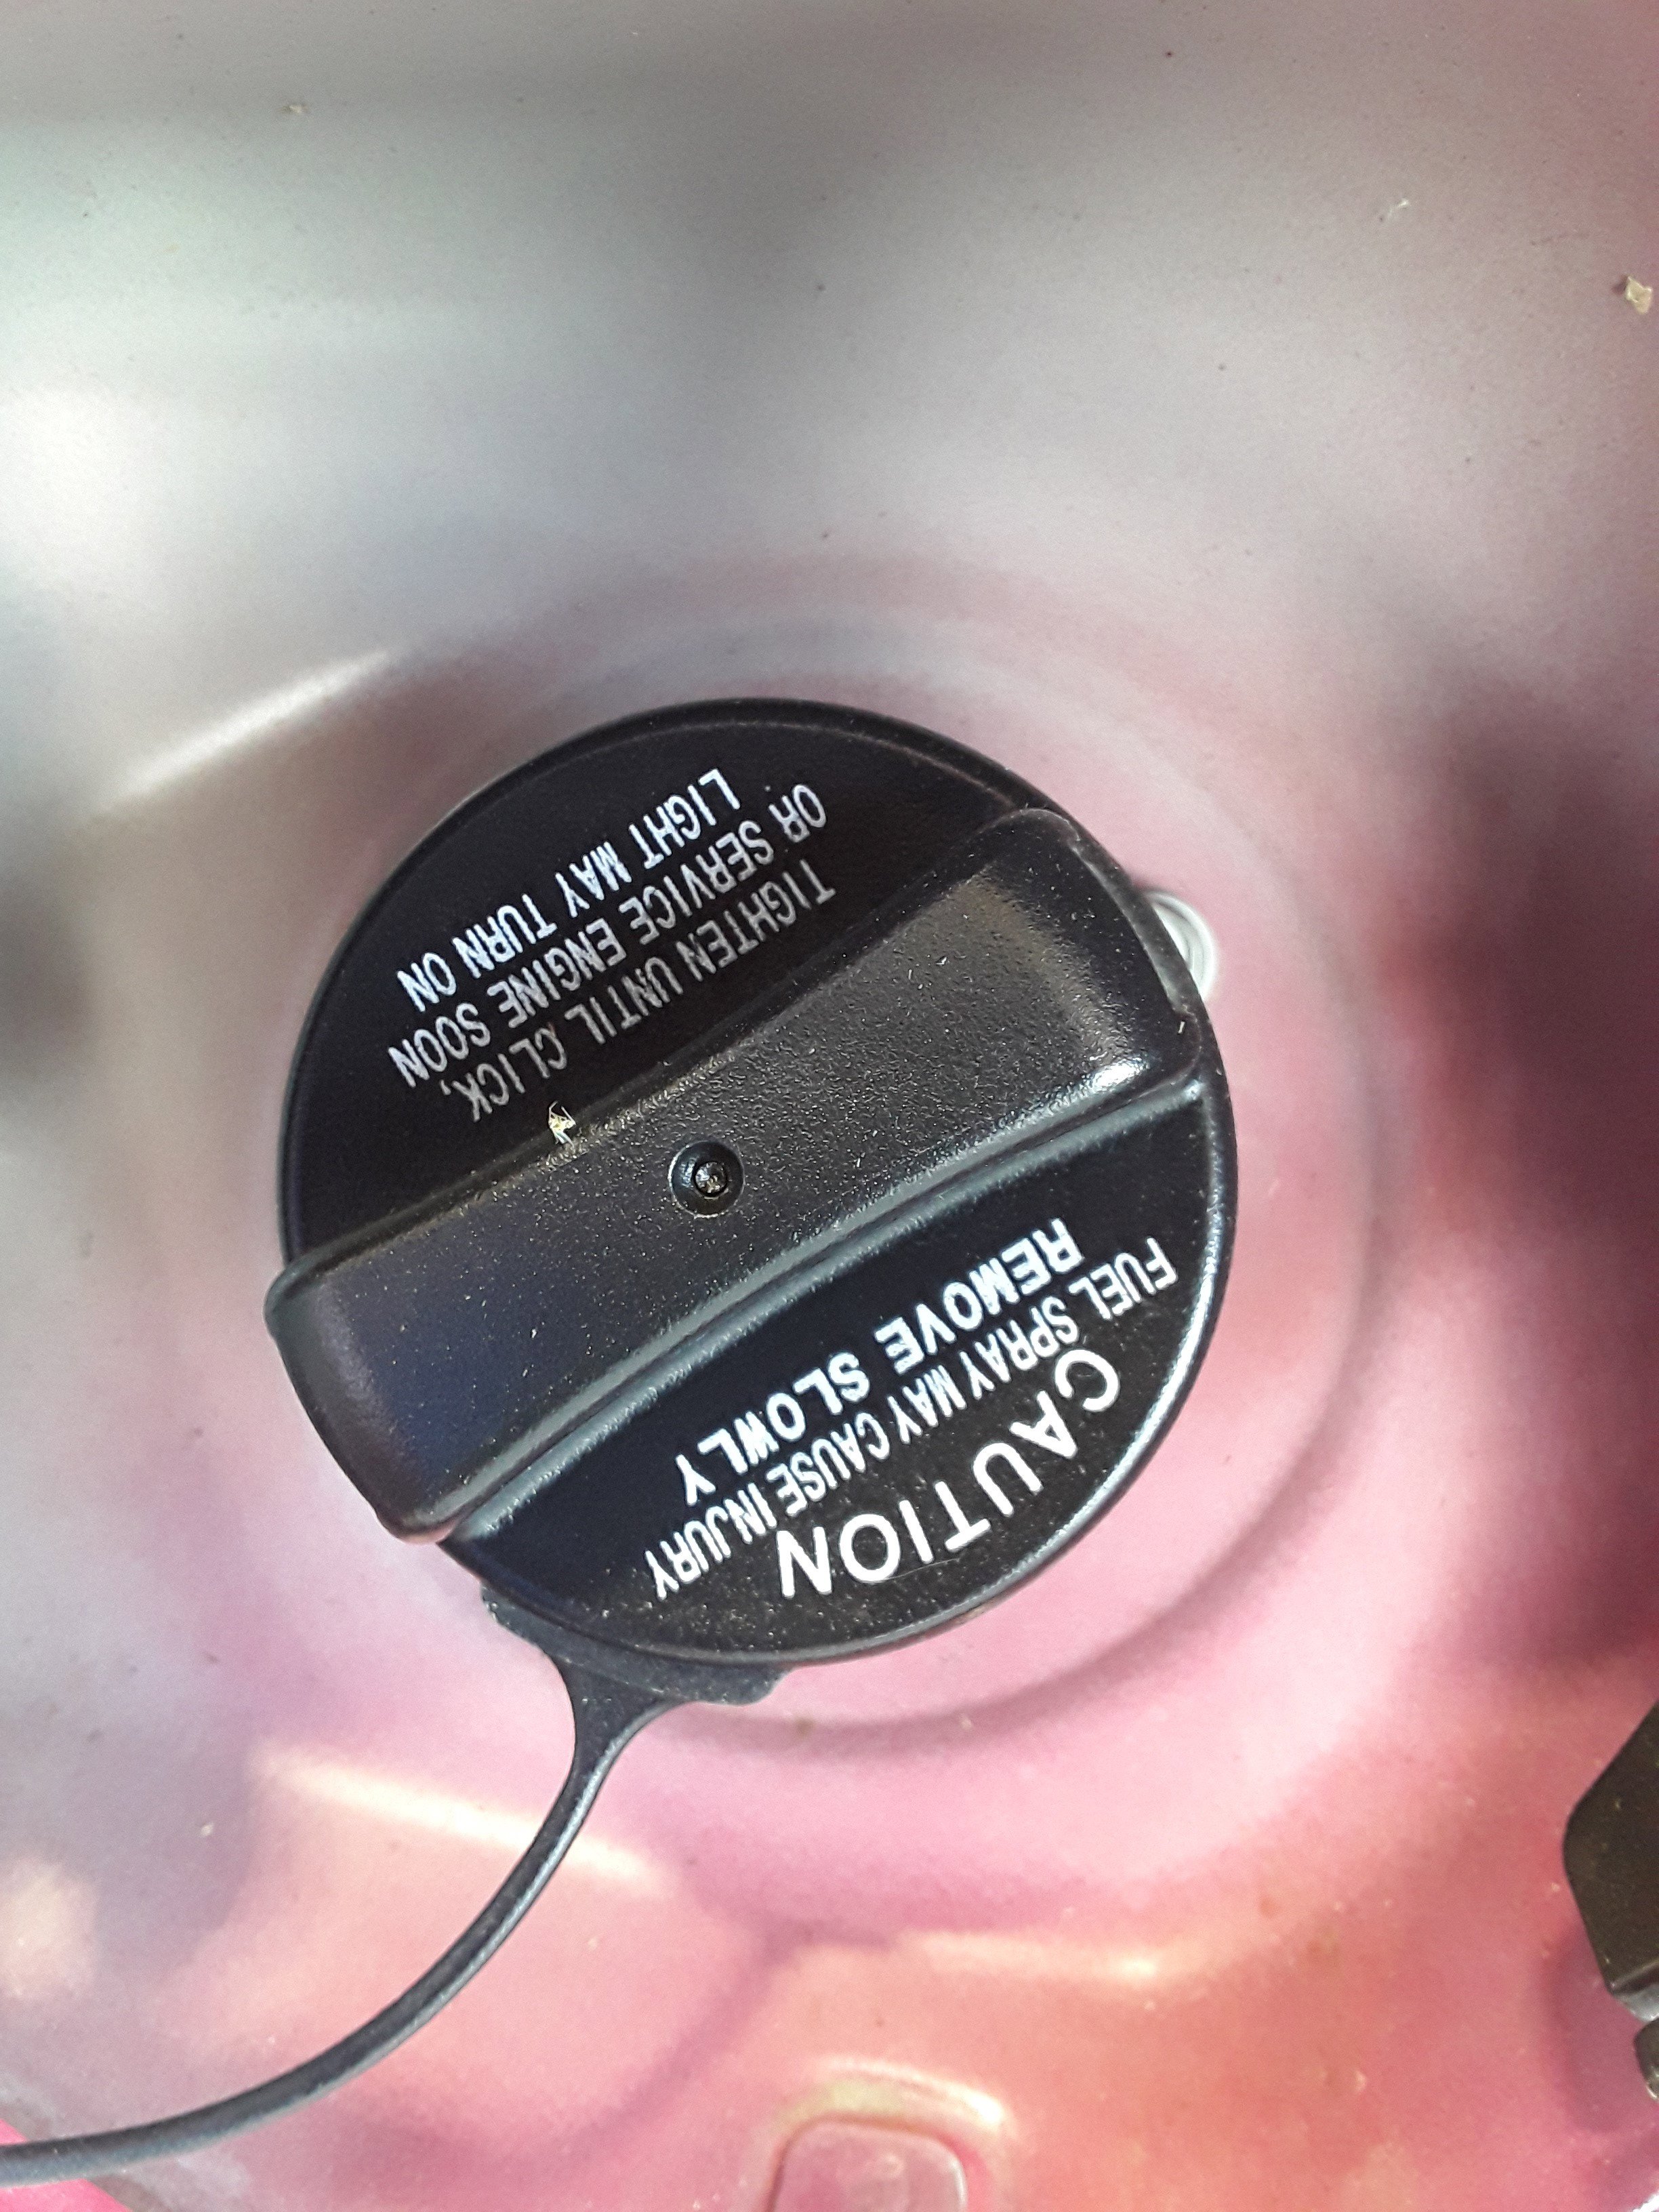 CAUTION
FUEL SPRAY MAY CAUSE INJURY
REMOVE SLOWLY
TIGHTEN UNTIL CLICK,
OR SERVICE ENGINE SOON
LIGHT MAY TURN ON